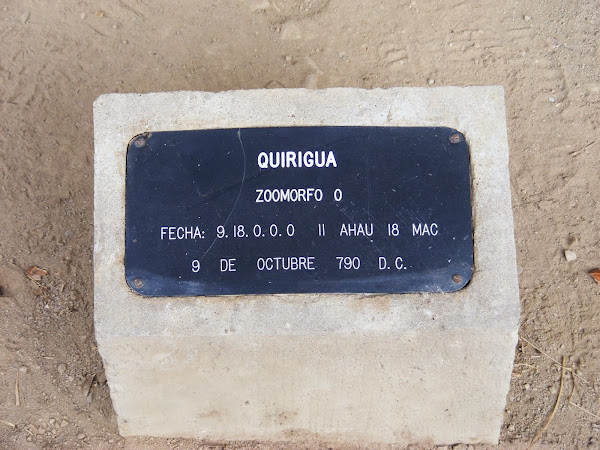 QUIRIGUA
ZOOMORFO O
FECHA: 9.18.0.0.0 11 AHAU 18 MAC
9 DE OCTUBRE 790 D.C.